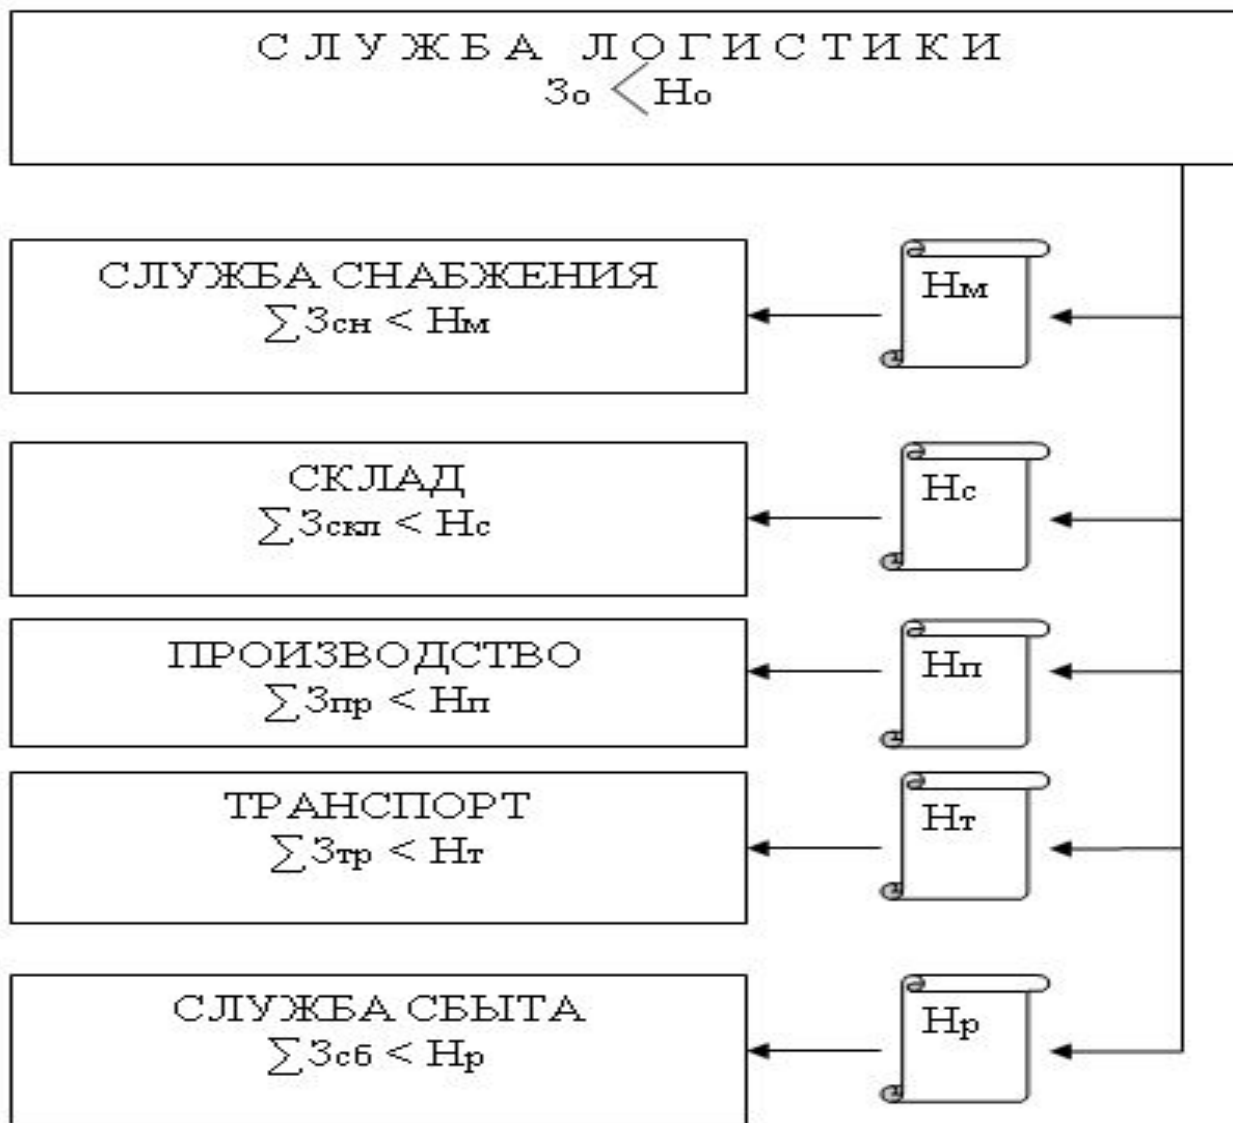 СЛУЖБА ЛОГИСТИКИ
Зо < Но
СЛУЖБА СНАБЖЕНИЯ
∑Зсн < Нм
Нм
СКЛАД
∑Зскл < Нс
Нс
ПРОИЗВОДСТВО
∑Зпр < Нп
Нп
ТРАНСПОРТ
∑Зтр < Нт
Нт
СЛУЖБА СБЫТА
∑Зсб < Нр
Нр